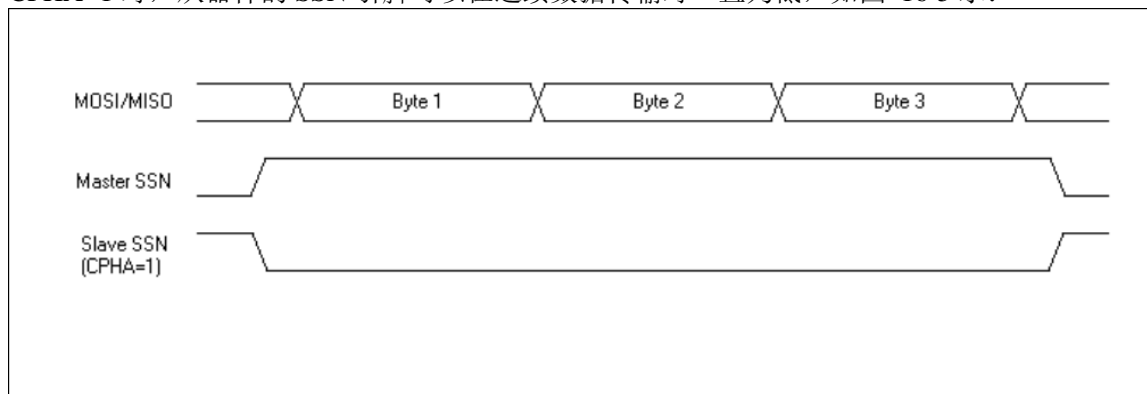 MOSI/MISO
Byte 1
Byte 2
Byte 3
Master SSN
Slave SSN
(CPHA=1)